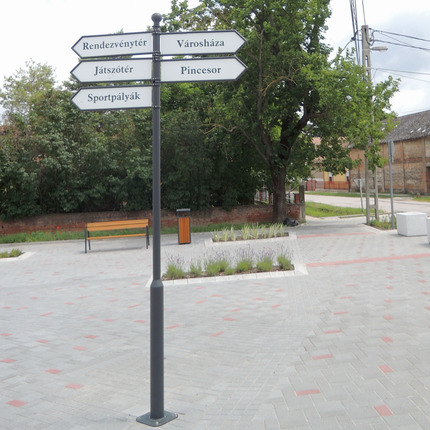 Rendezvénytér
Városháza
Játszótér
Pincesor
Sportpályák